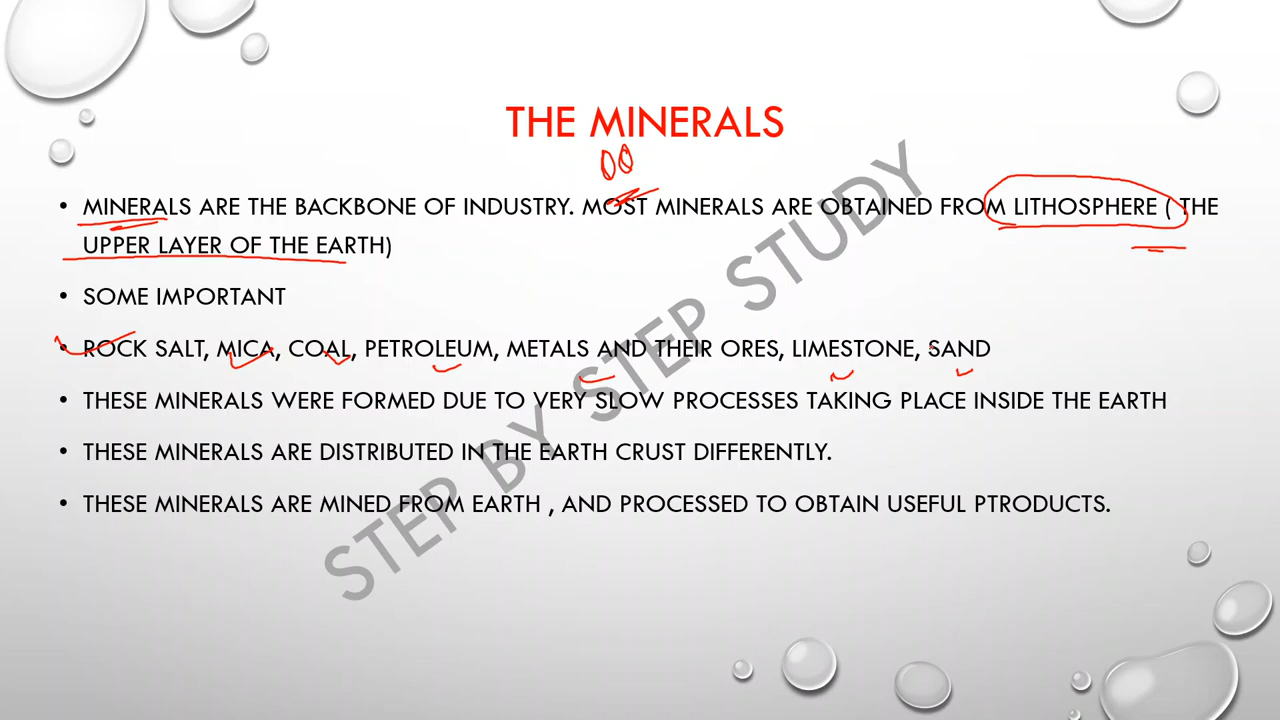 THE MINERALS
• MINERALS ARE THE BACKBONE OF INDUSTRY. MOST MINERALS ARE OBTAINED FROM LITHOSPHERE ( THE
UPPER LAYER OF THE EARTH)
• SOME IMPORTANT
• ROCK SALT, MICA, COAL, PETROLEUM, METALS AND THEIR ORES, LIMESTONE, SAND
• THESE MINERALS WERE FORMED DUE TO VERY SLOW PROCESSES TAKING PLACE INSIDE THE EARTH
• THESE MINERALS ARE DISTRIBUTED IN THE EARTH CRUST DIFFERENTLY.
• THESE MINERALS ARE MINED FROM EARTH , AND PROCESSED TO OBTAIN USEFUL PTRODUCTS.
STEP BY STEP STUDY